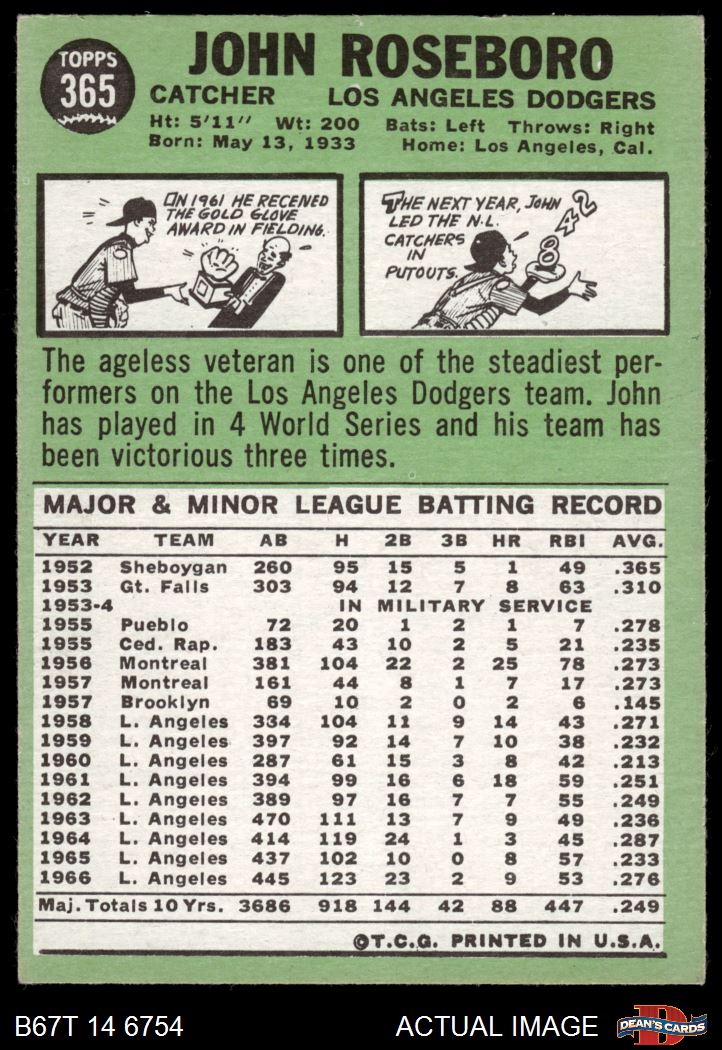 TOPPS
365
JOHN ROSEBORO
CATCHER LOS ANGELES DODGERS
Ht: 5'11" Wt: 200 Bats: Left Throws: Right
Born: May 13, 1933 Home: Los Angeles, Cal.
IN 1961 HE RECEIVED
THE GOLD GLOVE
AWARD IN FIELDING.
THE NEXT YEAR, JOHN
LED THE N.L.
CATCHERS
IN
PUTOUTS.
842
The ageless veteran is one of the steadiest per-
formers on the Los Angeles Dodgers team. John
has played in 4 World Series and his team has
been victorious three times.
MAJOR & MINOR LEAGUE BATTING RECORD
YEAR TEAM AB H 2B 3B HR RBI AVG.
1952 Sheboygan 260 95 15 5 1 49 .365
1953 Gt. Falls 303 94 12 7 8 63 .310
1953-4 IN MILITARY SERVICE
1955 Pueblo 72 20 1 2 1 7 .278
1955 Ced. Rap. 183 43 10 2 5 21 .235
1956 Montreal 381 104 22 2 25 78 .273
1957 Montreal 161 44 8 1 7 17 .273
1957 Brooklyn 69 10 2 0 2 6 .145
1958 L. Angeles 334 104 11 9 14 43 .271
1959 L. Angeles 397 92 14 7 10 38 .232
1960 L. Angeles 287 61 15 3 8 42 .213
1961 L. Angeles 394 99 16 6 18 59 .251
1962 L. Angeles 389 97 16 7 7 55 .249
1963 L. Angeles 470 111 13 7 9 49 .236
1964 L. Angeles 414 119 24 1 3 45 .287
1965 L. Angeles 437 102 10 0 8 57 .233
1966 L. Angeles 445 123 23 2 9 53 .276
Maj. Totals 10 Yrs. 3686 918 144 42 88 447 .249
©T.C.G. PRINTED IN U.S.A.
B67T 14 6754 ACTUAL IMAGE
D
DEAN'S CARDS